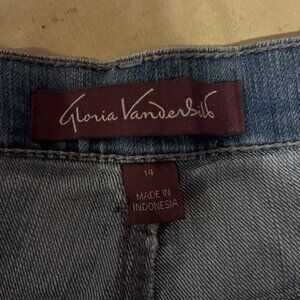 Gloria Vanderbilt
14
MADE IN
INDONESIA